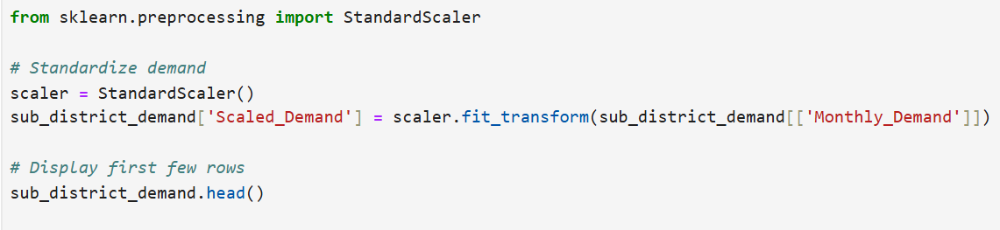 from sklearn.preprocessing import StandardScaler
# Standardize demand
scaler = StandardScaler()
sub_district_demand['Scaled_Demand'] = scaler.fit_transform(sub_district_demand[['Monthly_Demand']])
# Display first few rows
sub_district_demand.head()